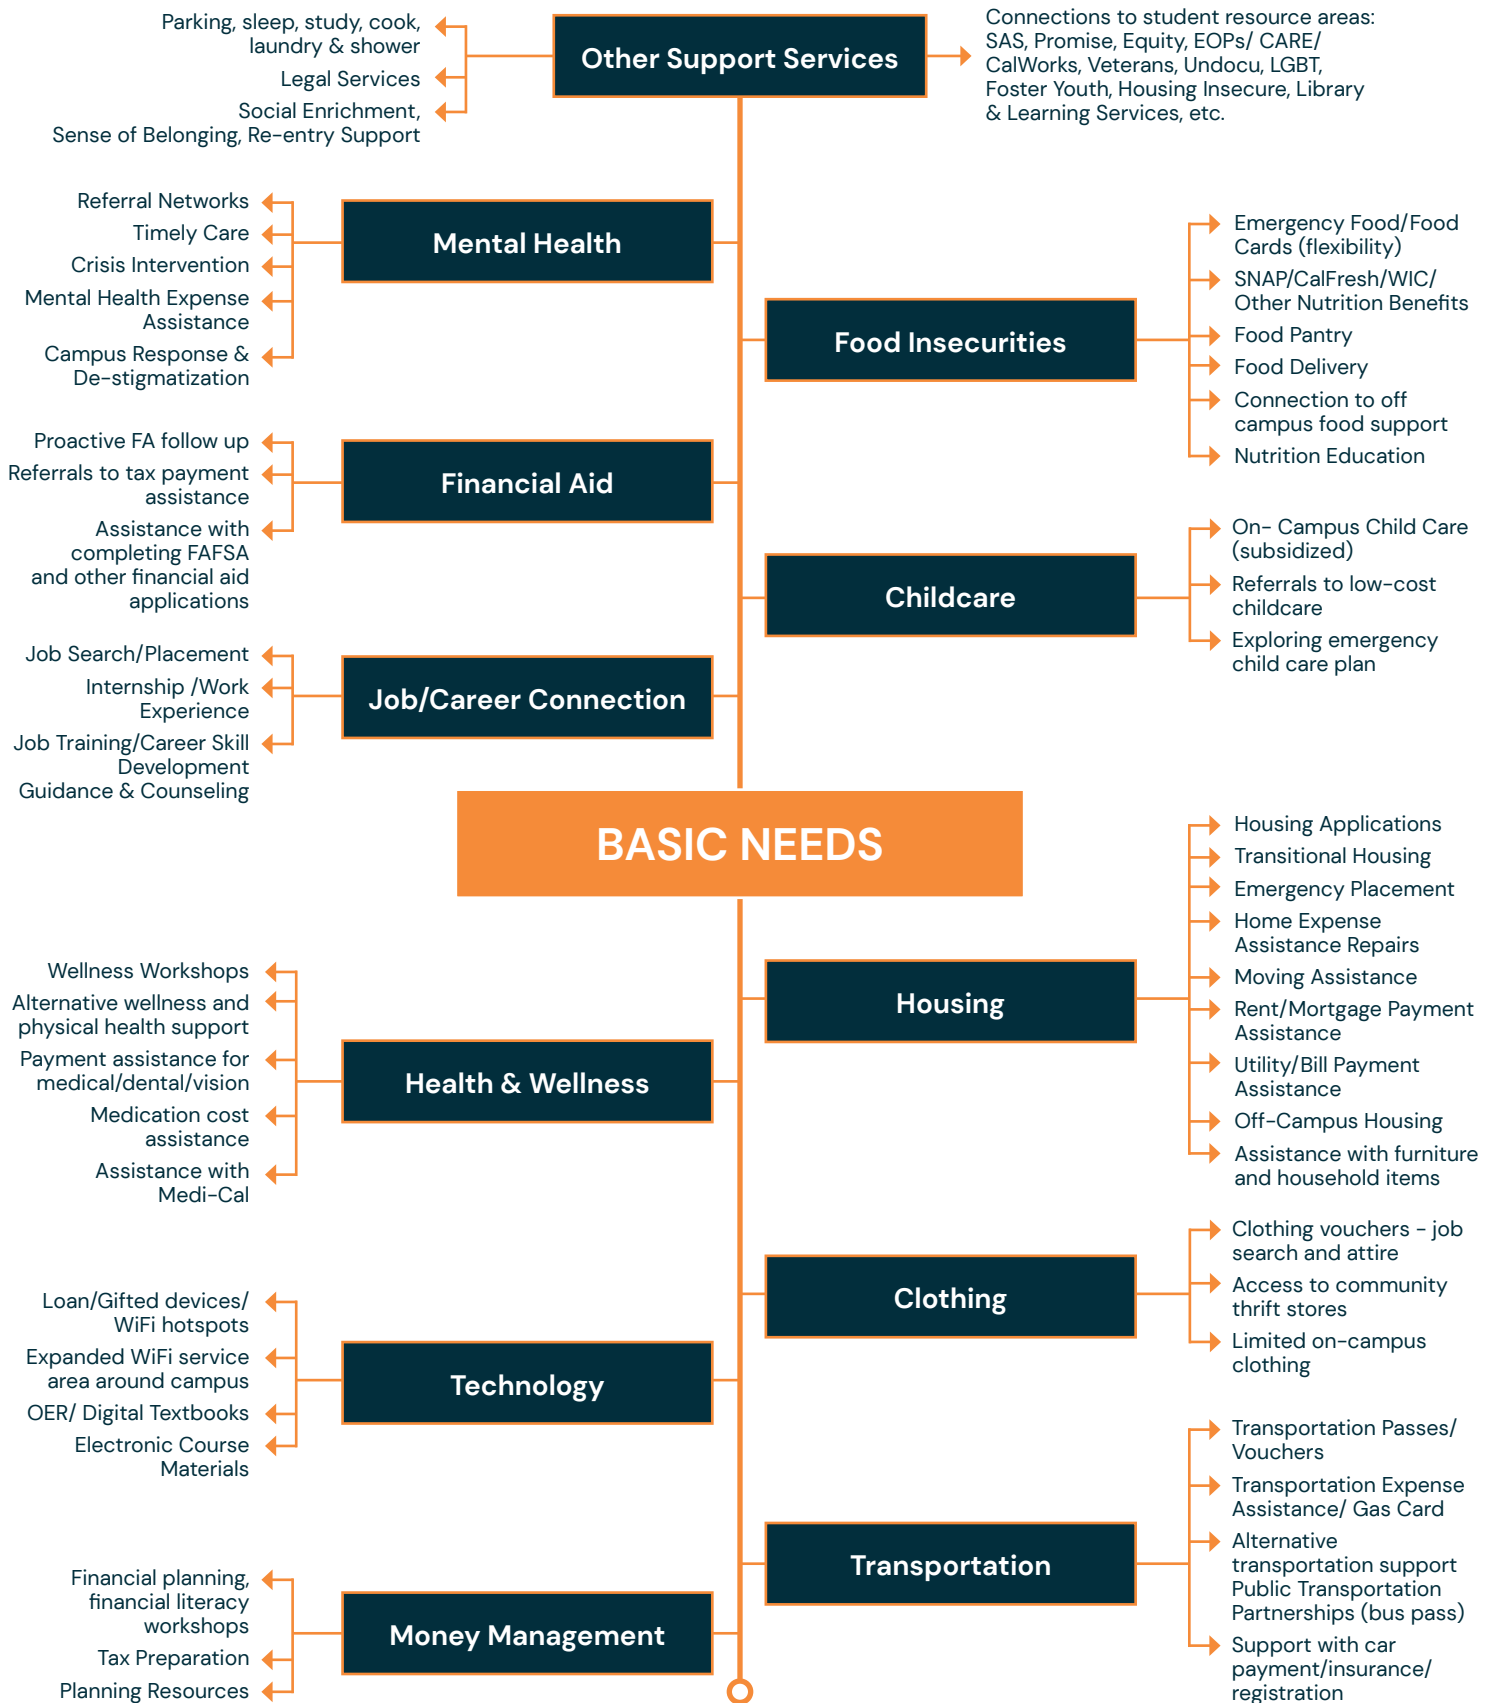 Parking, sleep, study, cook,
laundry & shower
Legal Services
Social Enrichment,
Sense of Belonging, Re-entry Support
Other Support Services
Connections to student resource areas:
SAS, Promise, Equity, EOPs/ CARE/
CalWorks, Veterans, Undocu, LGBT,
Foster Youth, Housing Insecure, Library
& Learning Services, etc.
Referral Networks
Timely Care
Crisis Intervention
Mental Health Expense
Assistance
Campus Response &
De-stigmatization
Mental Health
Food Insecurities
Emergency Food/Food
Cards (flexibility)
SNAP/CalFresh/WIC/
Other Nutrition Benefits
Food Pantry
Food Delivery
Connection to off
campus food support
Nutrition Education
Proactive FA follow up
Referrals to tax payment
assistance
Assistance with
completing FAFSA
and other financial aid
applications
Financial Aid
Childcare
On- Campus Child Care
(subsidized)
Referrals to low-cost
childcare
Exploring emergency
child care plan
Job Search/Placement
Internship /Work
Experience
Job Training/Career Skill
Development
Guidance & Counseling
Job/Career Connection
BASIC NEEDS
Housing
Housing Applications
Transitional Housing
Emergency Placement
Home Expense
Assistance Repairs
Moving Assistance
Rent/Mortgage Payment
Assistance
Utility/Bill Payment
Assistance
Off-Campus Housing
Assistance with furniture
and household items
Wellness Workshops
Alternative wellness and
physical health support
Payment assistance for
medical/dental/vision
Medication cost
assistance
Assistance with
Medi-Cal
Health & Wellness
Clothing
Clothing vouchers - job
search and attire
Access to community
thrift stores
Limited on-campus
clothing
Loan/Gifted devices/
WiFi hotspots
Expanded WiFi service
area around campus
OER/ Digital Textbooks
Electronic Course
Materials
Technology
Transportation
Transportation Passes/
Vouchers
Transportation Expense
Assistance/ Gas Card
Alternative
transportation support
Public Transportation
Partnerships (bus pass)
Support with car
payment/insurance/
registration
Financial planning,
financial literacy
workshops
Tax Preparation
Planning Resources
Money Management